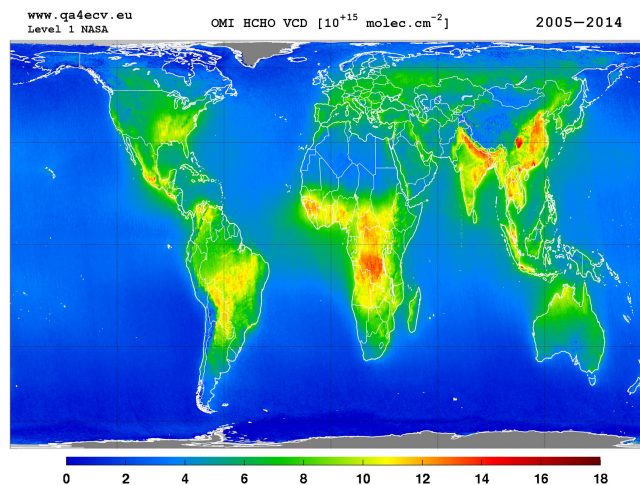 www.qa4ecv.eu
Level 1 NASA
OMI HCHO VCD [10⁺¹⁵ molec.cm⁻²]
2005—2014
0 2 4 6 8 10 12 14 16 18